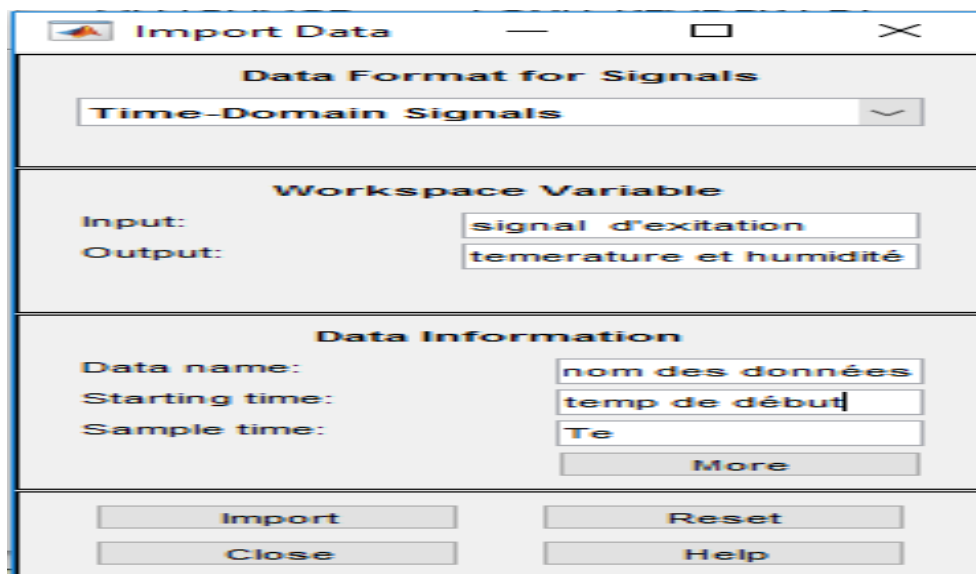 Import Data
Data Format for Signals
Time-Domain Signals
Workspace Variable
Input: signal d'exitation
Output: temerature et humidité
Data Information
Data name: nom des données
Starting time: temp de début
Sample time: Te
More
Import Reset
Close Help